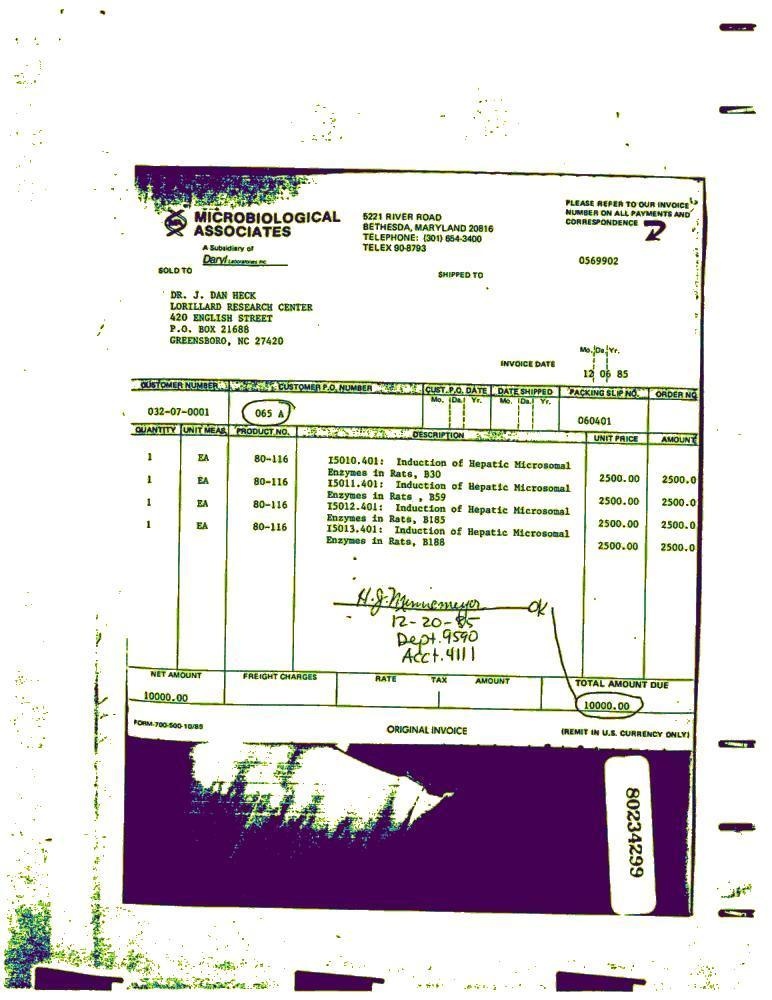 PLEASE REFER TO OUR INVOICE
NUMBER ON ALL PAYMENTS AND
CORRESPONDENCE
MICROBIOLOGICAL
ASSOCIATES
A Subsidiary of
Daryl Laboratories Inc.
5221 RIVER ROAD
BETHESDA, MARYLAND 20816
TELEPHONE: (301) 654-3400
TELEX 90-8793
0569902
SOLD TO
SHIPPED TO
DR. J. DAN HECK
LORILLARD RESEARCH CENTER
420 ENGLISH STREET
P.O. BOX 21688
GREENSBORO, NC 27420
Mo. Da. Yr.
INVOICE DATE
12 06 85
CUSTOMER NUMBER CUSTOMER P.O. NUMBER CUST. P.O. DATE DATE SHIPPED PACKING SLIP NO. ORDER NO
Mo. Da. Yr. Mo. Da. Yr.
032-07-0001 065 A 060401
QUANTITY UNIT MEAS. PRODUCT NO. DESCRIPTION UNIT PRICE AMOUNT
1 EA 80-116 I5010.401: Induction of Hepatic Microsomal
Enzymes in Rats, B30 2500.00 2500.0
1 EA 80-116 I5011.401: Induction of Hepatic Microsomal
Enzymes in Rats , B59 2500.00 2500.0
1 EA 80-116 I5012.401: Induction of Hepatic Microsomal
Enzymes in Rats, B185 2500.00 2500.0
1 EA 80-116 I5013.401: Induction of Hepatic Microsomal
Enzymes in Rats, B188 2500.00 2500.0
H.J. Minnemeyer OK
12-20-85
Dept. 9590
Acct. 4111
NET AMOUNT FREIGHT CHARGES RATE TAX AMOUNT TOTAL AMOUNT DUE
10000.00 10000.00
FORM-700-500-10/85 ORIGINAL INVOICE (REMIT IN U.S. CURRENCY ONLY)
80234299